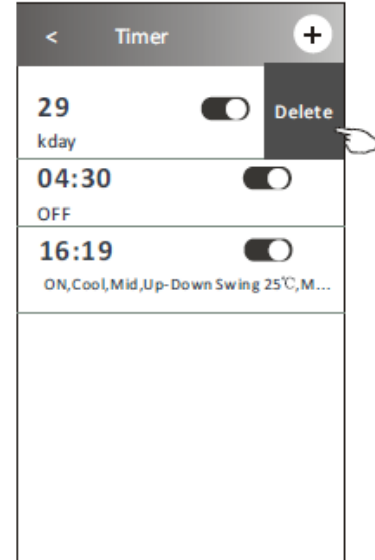 < Timer +
29
Delete
kday
04:30
OFF
16:19
ON,Cool,Mid,Up-Down Swing 25℃,M...